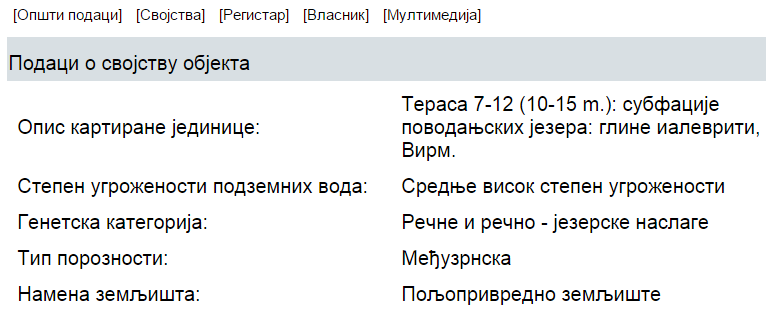 [Општи подаци] [Својства] [Регистар] [Власник] [Мултимедија]
Подаци о својству објекта
Опис картиране јединице:
Тераса 7-12 (10-15 m.): субфације
поводањских језера: глине иалеврити,
Вирм.
Степен угрожености подземних вода: Средње висок степен угрожености
Генетска категорија: Речне и речно - језерске наслаге
Тип порозности: Међузрнска
Намена земљишта: Пољопривредно земљиште